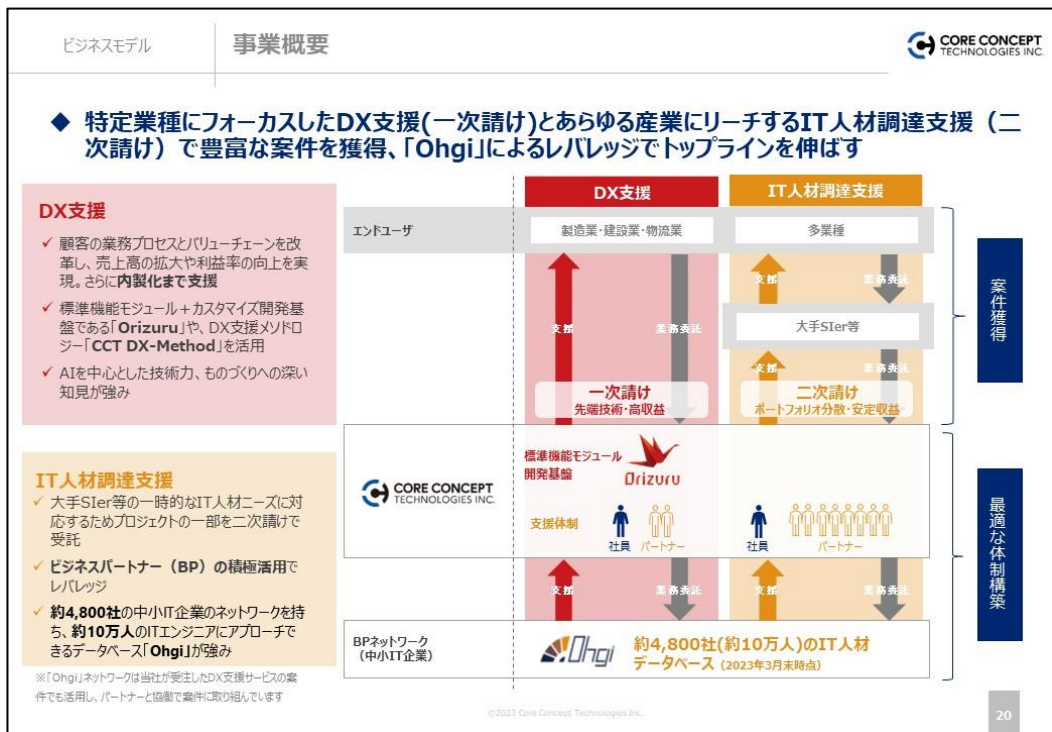 ビジネスモデル
事業概要
CORE CONCEPT
TECHNOLOGIES INC.
◆ 特定業種にフォーカスしたDX支援(一次請け)とあらゆる産業にリーチするIT人材調達支援（二
次請け）で豊富な案件を獲得、「Ohgi」によるレバレッジでトップラインを伸ばす
DX支援
✓ 顧客の業務プロセスとバリューチェーンを改
革し、売上高の拡大や利益率の向上を実
現。さらに内製化まで支援
✓ 標準機能モジュール＋カスタマイズ開発基
盤である「Orizuru」や、DX支援メソドロ
ジー「CCT DX-Method」を活用
✓ AIを中心とした技術力、ものづくりへの深い
知見が強み
IT人材調達支援
✓ 大手SIer等の一時的なIT人材ニーズに対
応するためプロジェクトの一部を二次請けで
受託
✓ ビジネスパートナー（BP）の積極活用で
レバレッジ
✓ 約4,800社の中小IT企業のネットワークを持
ち、約10万人のITエンジニアにアプローチで
きるデータベース「Ohgi」が強み
※「Ohgi」ネットワークは当社が受注したDX支援サービスの案
件でも活用し、パートナーと協働で案件に取り組んでいます
DX支援
IT人材調達支援
エンドユーザ
製造業・建設業・物流業
多業種
支援
業務委託
支援
業務委託
大手SIer等
支援
業務委託
一次請け
先端技術・高収益
二次請け
ポートフォリオ分散・安定収益
CORE CONCEPT
TECHNOLOGIES INC.
標準機能モジュール
開発基盤
Orizuru
支援体制
社員
パートナー
社員
パートナー
支援
業務委託
支援
業務委託
BPネットワーク
（中小IT企業）
Ohgi
約4,800社(約10万人)のIT人材
データベース（2023年3月末時点）
案件獲得
最適な体制構築
©2023 Core Concept Technologies Inc.
20